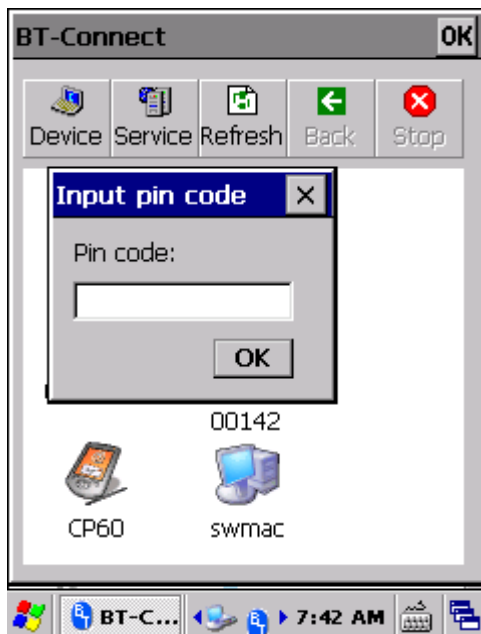 BT-Connect OK
Device Service Refresh Back Stop
Input pin code
Pin code:
OK
00142
CP60 swmac
BT-C... 7:42 AM